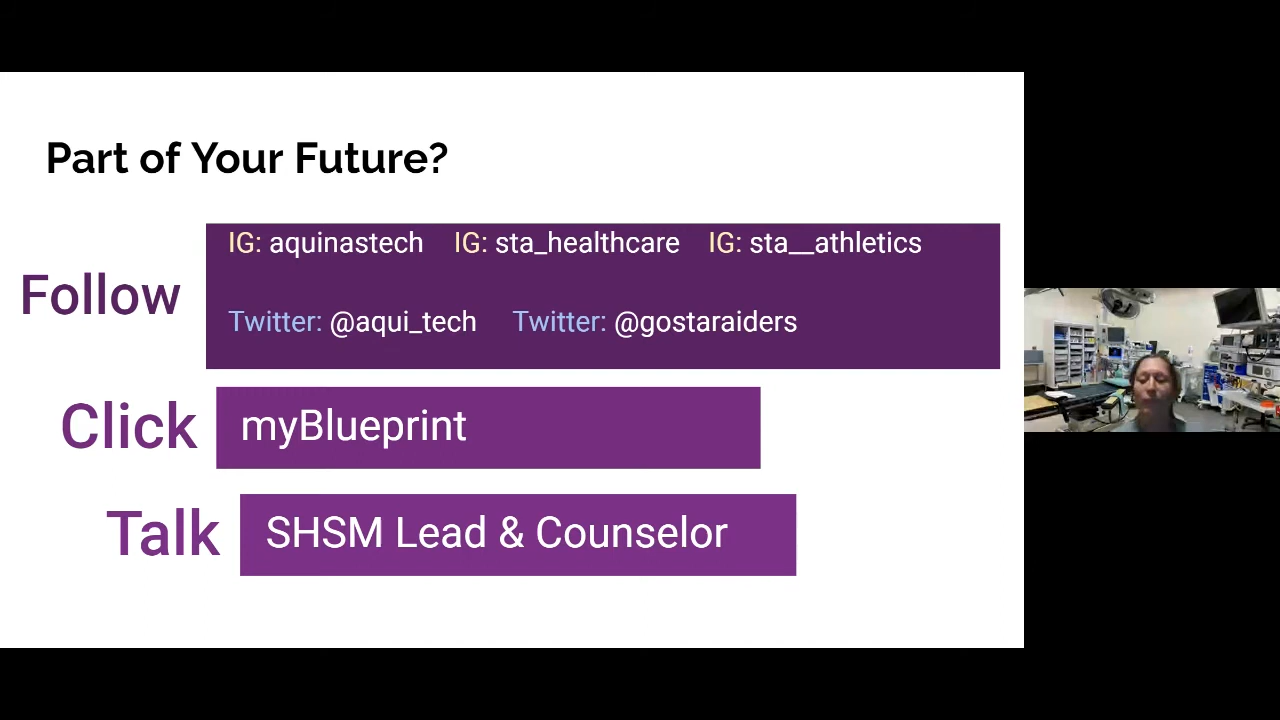 Part of Your Future?
Follow
IG: aquinastech IG: sta_healthcare IG: sta__athletics
Twitter: @aqui_tech Twitter: @gostaraiders
Click
myBlueprint
Talk
SHSM Lead & Counselor